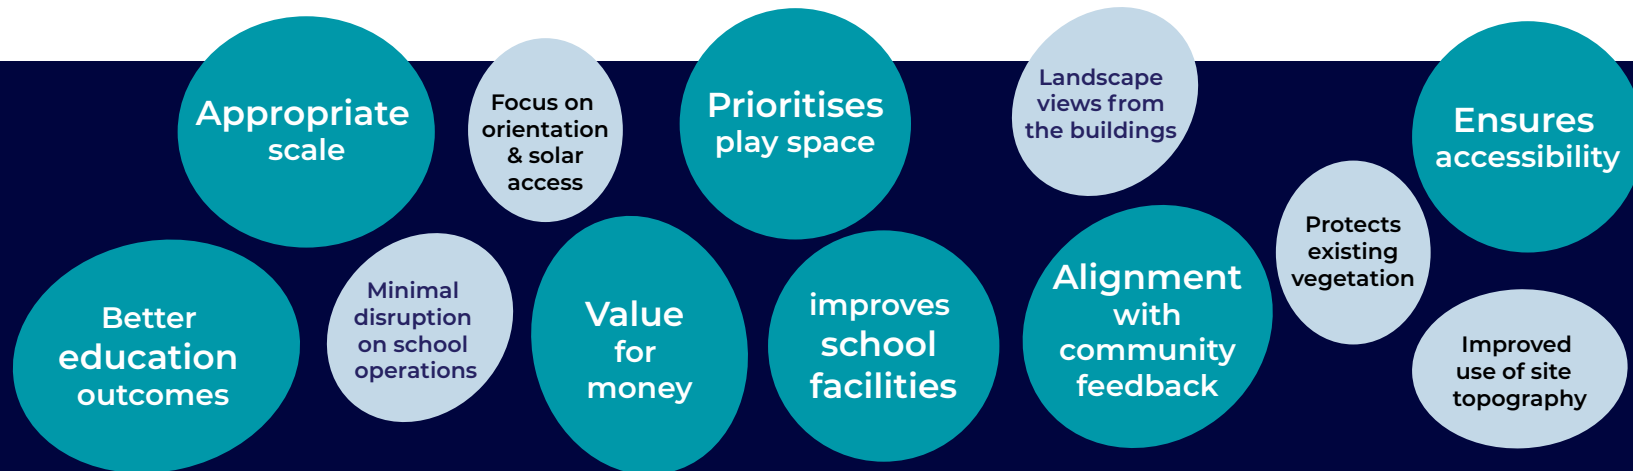 Appropriate
scale
Focus on
orientation
& solar
access
Prioritises
play space
Landscape
views from
the buildings
Ensures
accessibility
Better
education
outcomes
Minimal
disruption
on school
operations
Value
for
money
improves
school
facilities
Alignment
with
community
feedback
Protects
existing
vegetation
Improved
use of site
topography